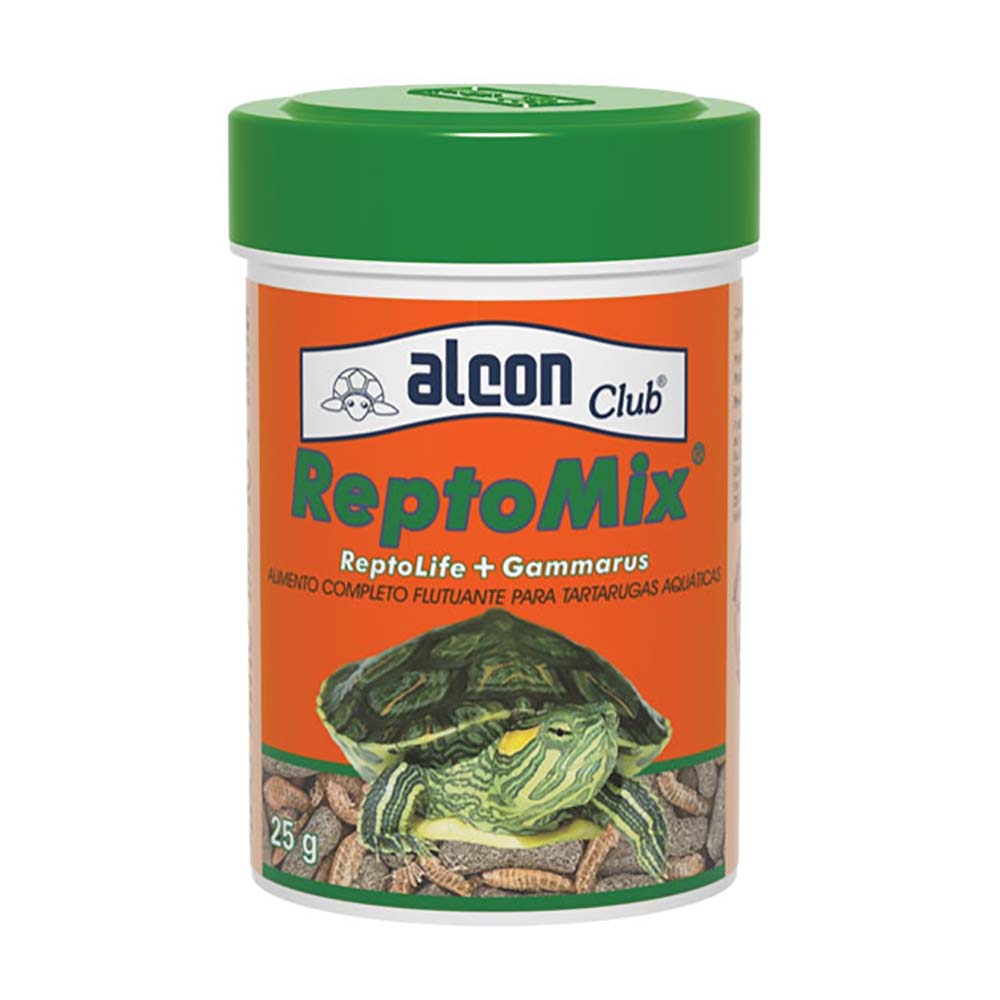 alcon Club®
ReptoMix®
ReptoLife + Gammarus
ALIMENTO COMPLETO FLUTUANTE PARA TARTARUGAS AQUÁTICAS
25 g